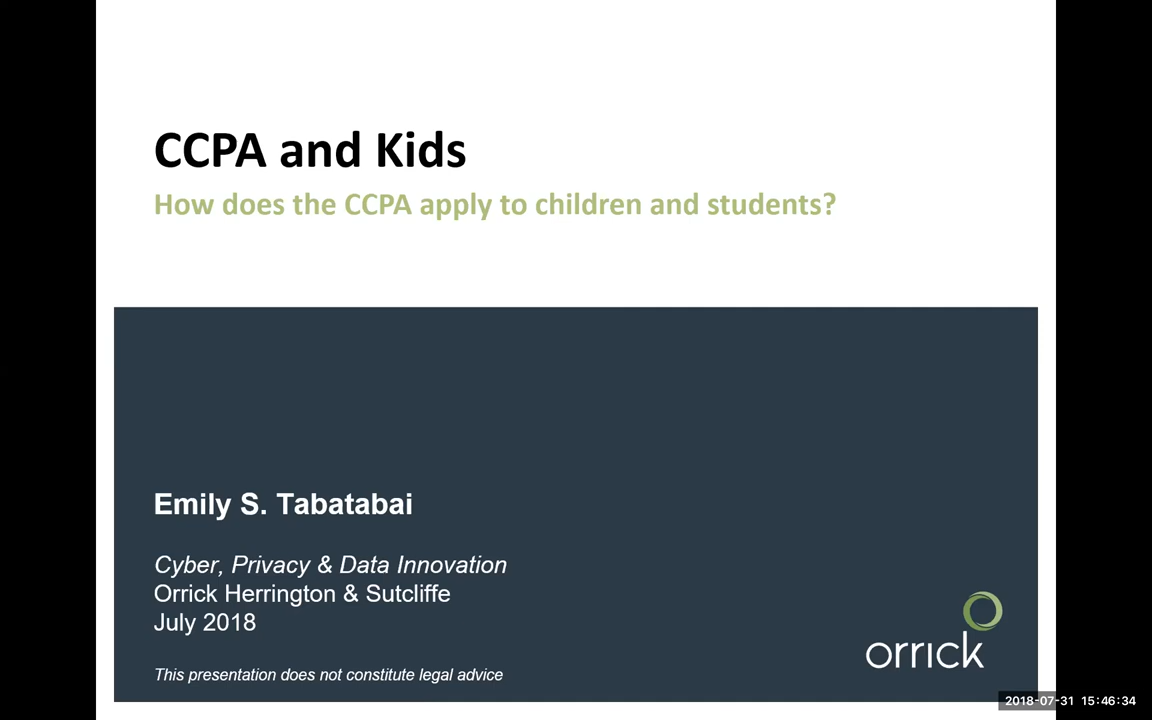 CCPA and Kids
How does the CCPA apply to children and students?
Emily S. Tabatabai
Cyber, Privacy & Data Innovation
Orrick Herrington & Sutcliffe
July 2018
This presentation does not constitute legal advice
orrick
2018-07-31 15:46:34